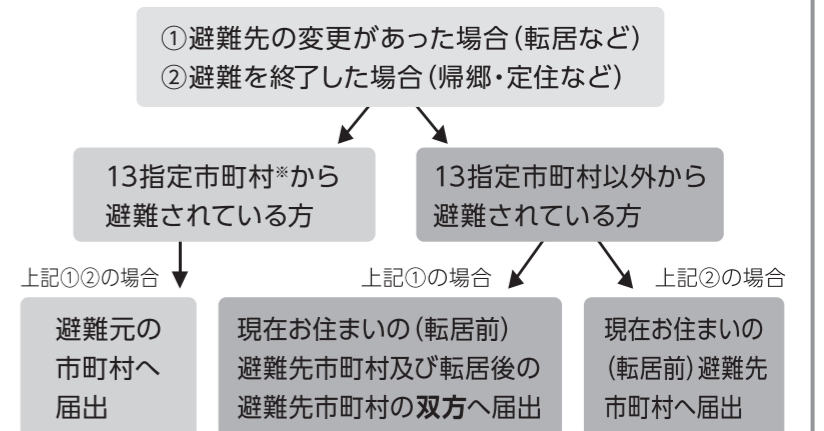 ①避難先の変更があった場合(転居など)
②避難を終了した場合(帰郷・定住など)
13指定市町村※から
避難されている方
13指定市町村以外から
避難されている方
上記①②の場合
上記①の場合
上記②の場合
避難元の
市町村へ
届出
現在お住まいの(転居前)
避難先市町村及び転居後の
避難先市町村の双方へ届出
現在お住まいの
(転居前)避難先
市町村へ届出